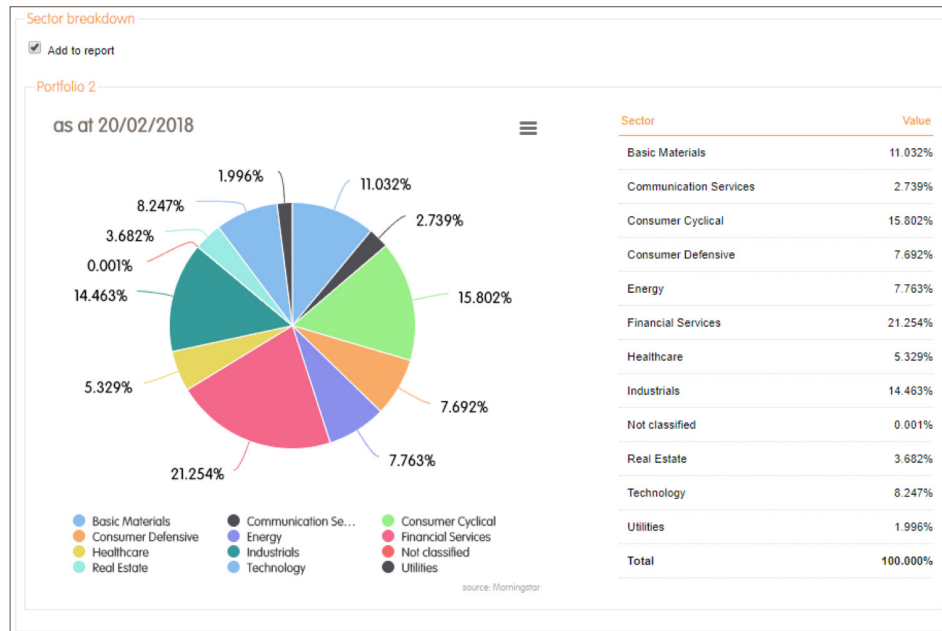 Sector breakdown
Add to report
Portfolio 2
as at 20/02/2018
1.996%
11.032%
8.247%
2.739%
3.682%
0.001%
15.802%
14.463%
5.329%
7.692%
7.763%
21.254%
Basic Materials
Communication Se...
Consumer Cyclical
Consumer Defensive
Energy
Financial Services
Healthcare
Industrials
Not classified
Real Estate
Technology
Utilities
source: Morningstar
Sector Value
Basic Materials 11.032%
Communication Services 2.739%
Consumer Cyclical 15.802%
Consumer Defensive 7.692%
Energy 7.763%
Financial Services 21.254%
Healthcare 5.329%
Industrials 14.463%
Not classified 0.001%
Real Estate 3.682%
Technology 8.247%
Utilities 1.996%
Total 100.000%